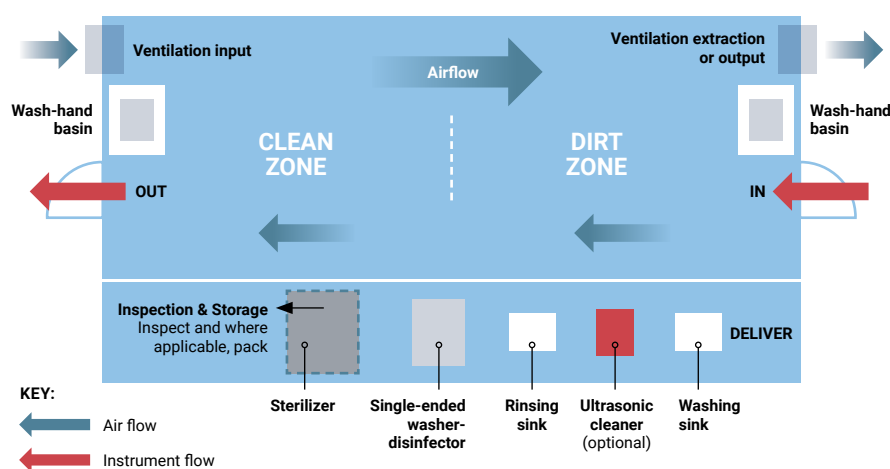 Ventilation input
Ventilation extraction
or output
Airflow
Wash-hand
basin
Wash-hand
basin
CLEAN
ZONE
DIRT
ZONE
OUT
IN
Inspection & Storage
Inspect and where
applicable, pack
DELIVER
KEY:
Air flow
Instrument flow
Sterilizer
Single-ended
washer-
disinfector
Rinsing
sink
Ultrasonic
cleaner
(optional)
Washing
sink